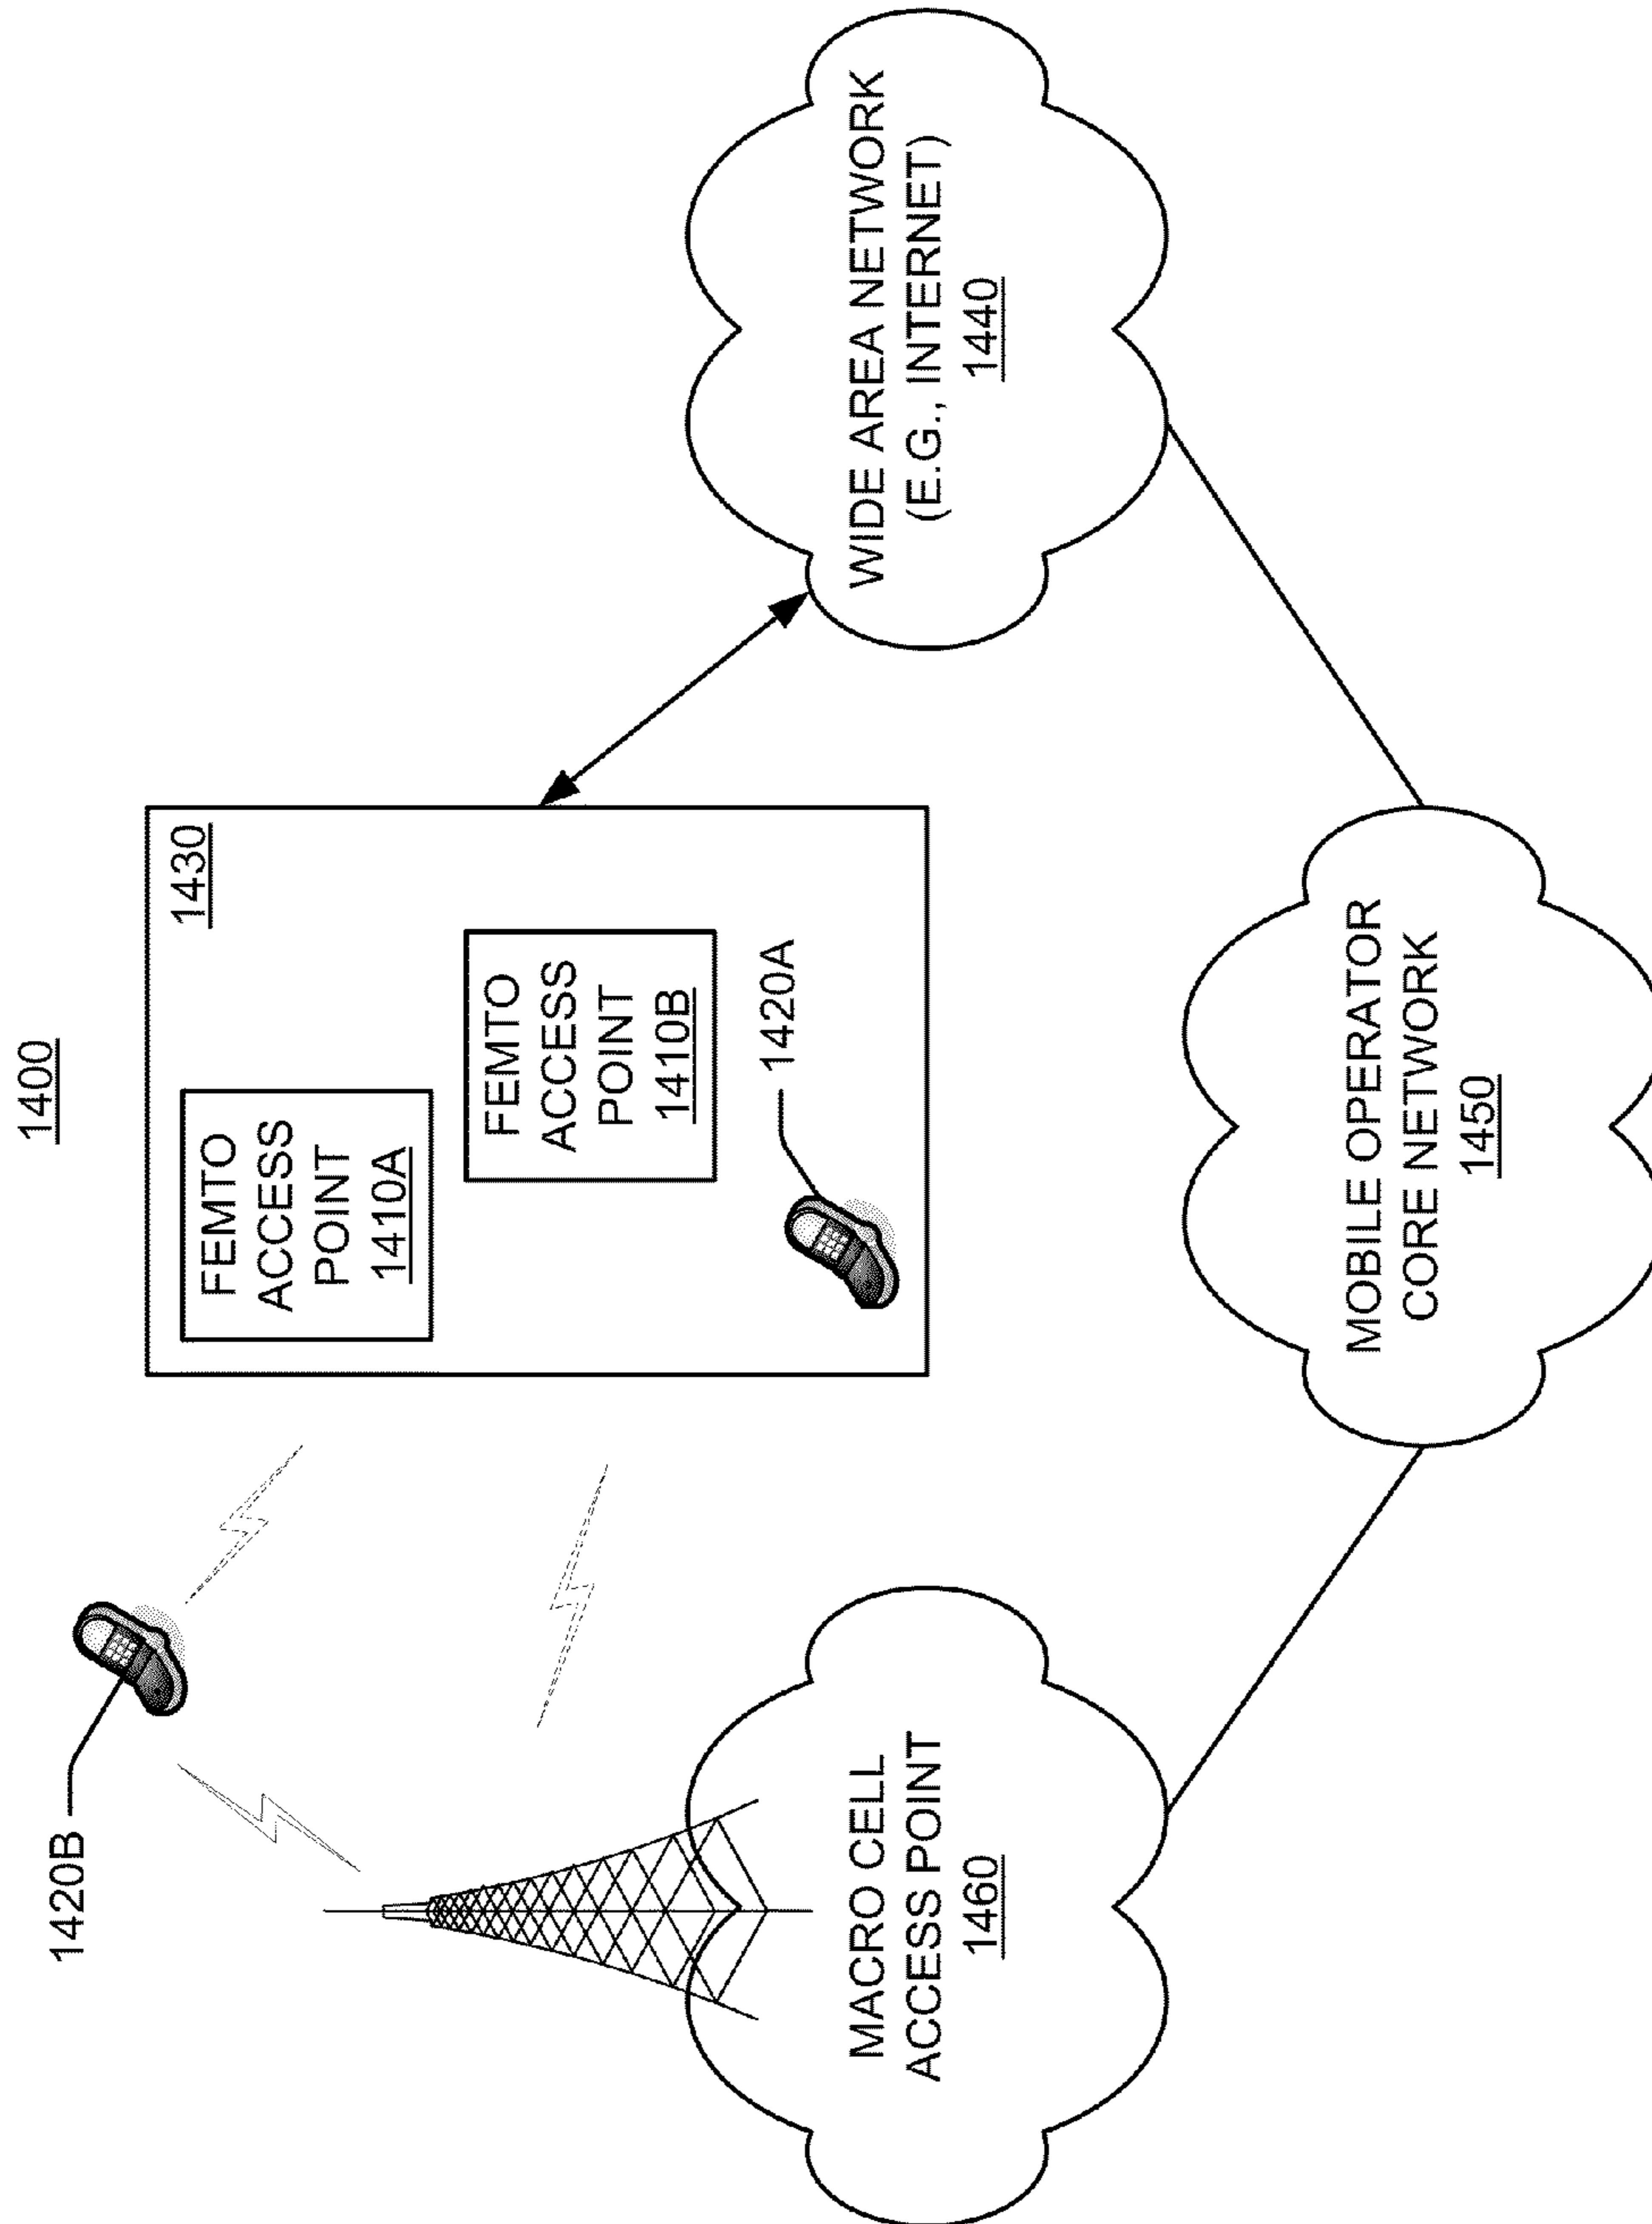 1400
1420B
1430
FEMTO
ACCESS
POINT
1410A
FEMTO
ACCESS
POINT
1410B
1420A
MACRO CELL
ACCESS POINT
1460
WIDE AREA NETWORK
(E.G., INTERNET)
1440
MOBILE OPERATOR
CORE NETWORK
1450